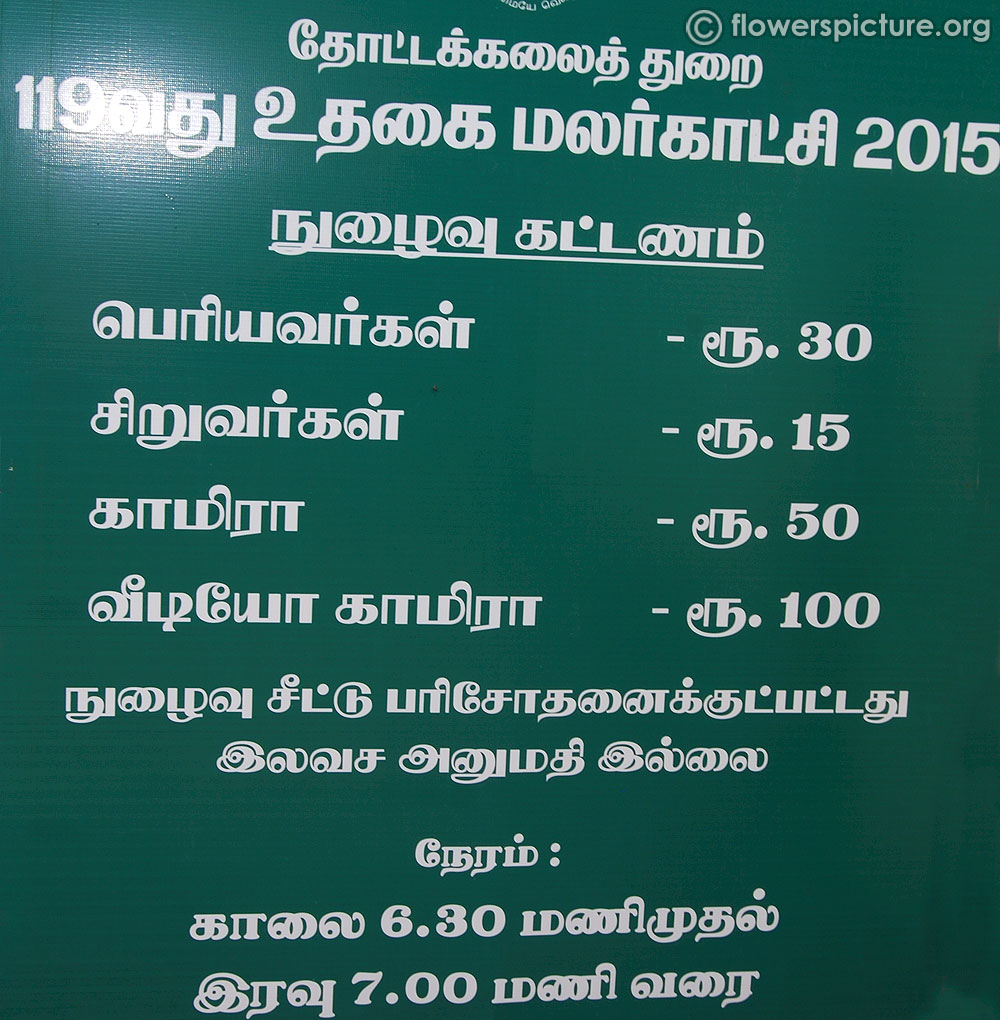 © flowerspicture.org
தோட்டக்கலைத் துறை
119வது உதகை மலர்காட்சி 2015
நுழைவு கட்டணம்
பெரியவர்கள் - ரூ. 30
சிறுவர்கள் - ரூ. 15
காமிரா - ரூ. 50
வீடியோ காமிரா - ரூ. 100
நுழைவு சீட்டு பரிசோதனைக்குட்பட்டது
இலவச அனுமதி இல்லை
நேரம் :
காலை 6.30 மணிமுதல்
இரவு 7.00 மணி வரை